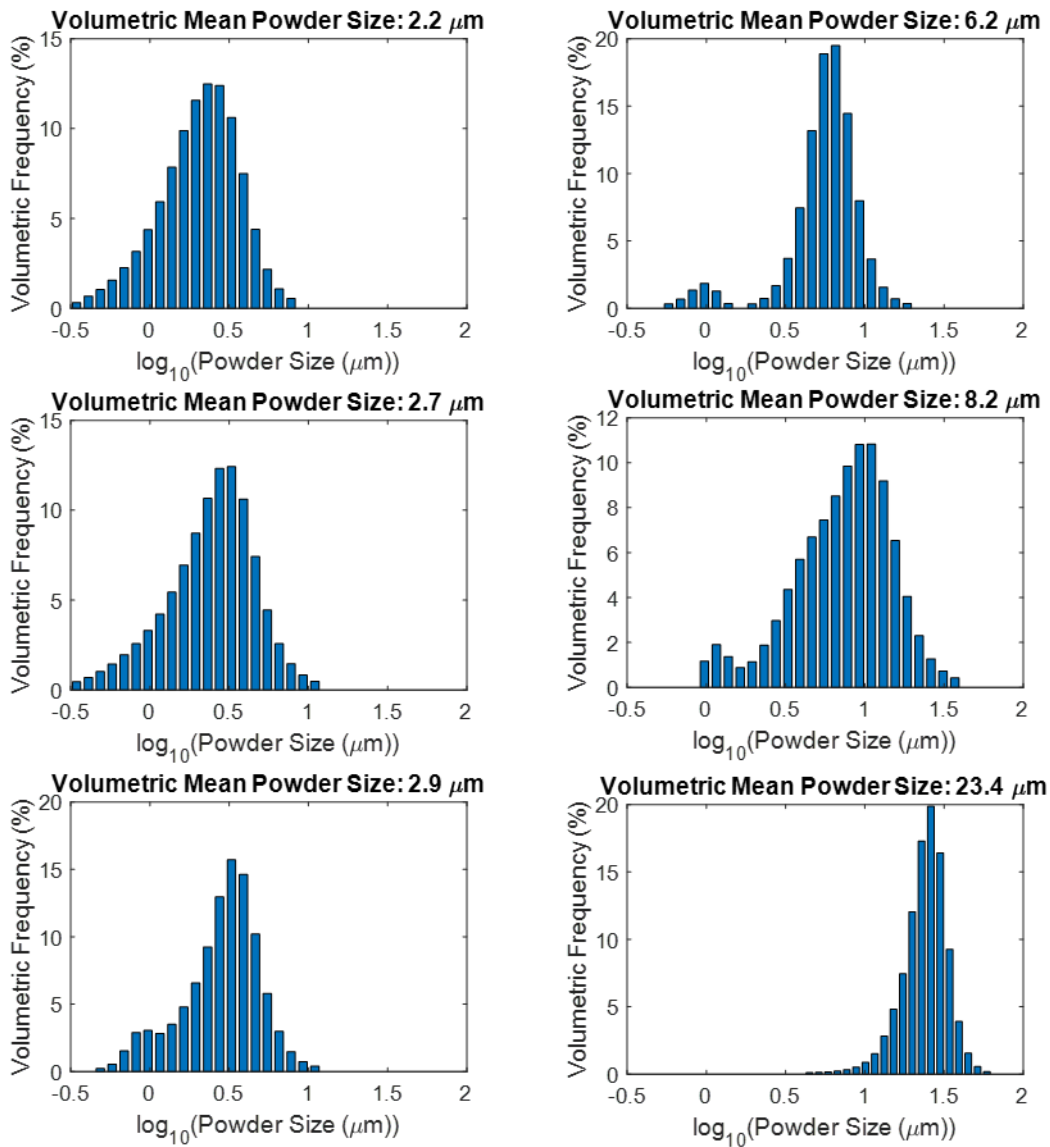 Volumetric Mean Powder Size: 2.2 μm
Volumetric Frequency (%)
15
10
5
0
-0.5 0 0.5 1 1.5 2
log10(Powder Size (μm))
Volumetric Mean Powder Size: 6.2 μm
Volumetric Frequency (%)
20
15
10
5
0
-0.5 0 0.5 1 1.5 2
log10(Powder Size (μm))
Volumetric Mean Powder Size: 2.7 μm
Volumetric Frequency (%)
15
10
5
0
-0.5 0 0.5 1 1.5 2
log10(Powder Size (μm))
Volumetric Mean Powder Size: 8.2 μm
Volumetric Frequency (%)
12
10
8
6
4
2
0
-0.5 0 0.5 1 1.5 2
log10(Powder Size (μm))
Volumetric Mean Powder Size: 2.9 μm
Volumetric Frequency (%)
20
15
10
5
0
-0.5 0 0.5 1 1.5 2
log10(Powder Size (μm))
Volumetric Mean Powder Size: 23.4 μm
Volumetric Frequency (%)
20
15
10
5
0
-0.5 0 0.5 1 1.5 2
log10(Powder Size (μm))